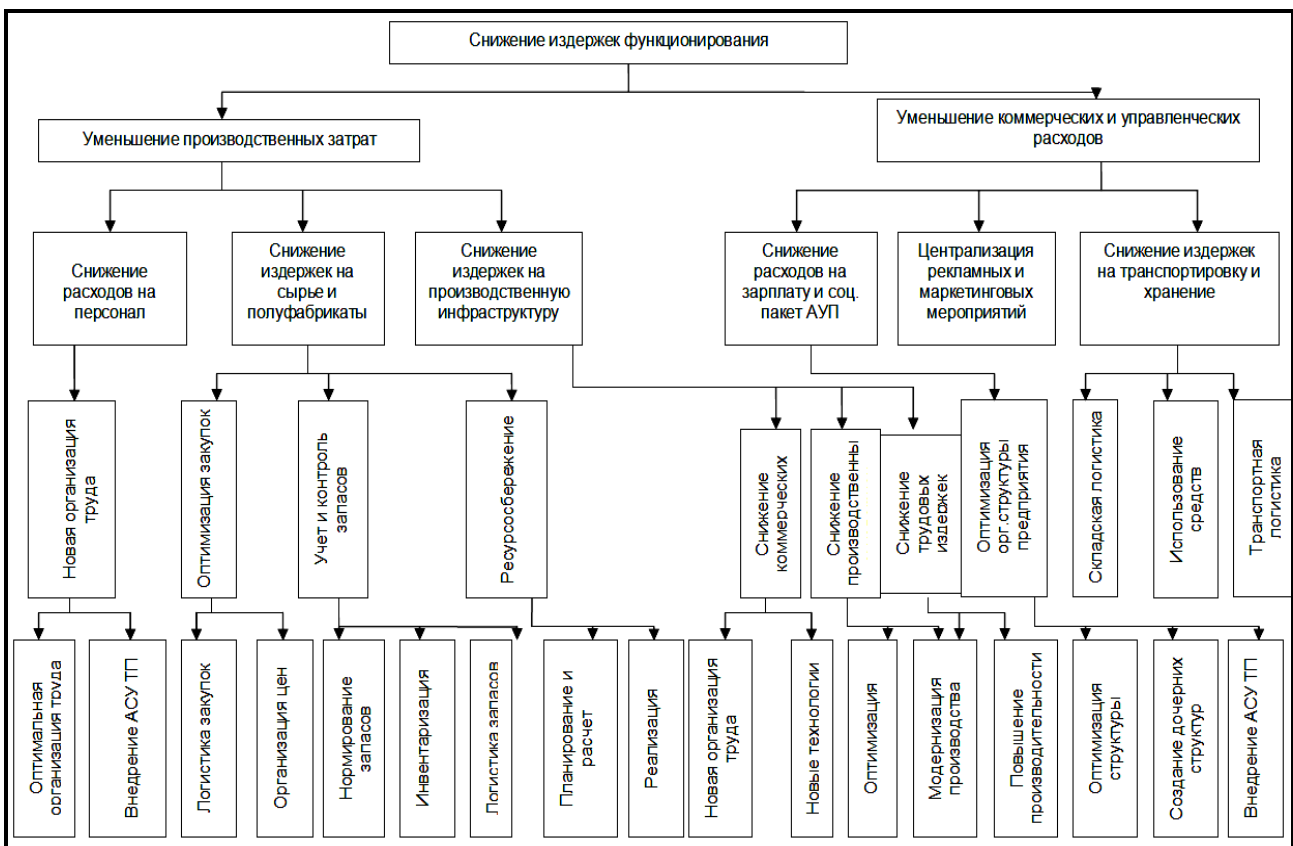 Снижение издержек функционирования
Уменьшение производственных затрат
Уменьшение коммерческих и управленческих
расходов
Снижение
расходов на
персонал
Снижение
издержек на
сырье и
полуфабрикаты
Снижение
издержек на
производственную
инфраструктуру
Снижение
расходов на
зарплату и соц.
пакет АУП
Централизация
рекламных и
маркетинговых
мероприятий
Снижение издержек
на транспортировку и
хранение
Новая организация
труда
Оптимизация закупок
Учет и контроль
запасов
Ресурсосбережение
Снижение
коммерческих
Снижение
производственны
Снижение
трудовых
издержек
Оптимизация
орг.структуры
предприятия
Складская логистика
Использование
средств
Транспортная
логистика
Оптимальная
организация труда
Внедрение АСУ ТП
Логистика закупок
Организация цен
Нормирование
запасов
Инвентаризация
Логистика запасов
Планирование и
расчет
Реализация
Новая организация
труда
Новые технологии
Оптимизация
Модернизация
производства
Повышение
производительности
Оптимизация
структуры
Создание дочерних
структур
Внедрение АСУ ТП